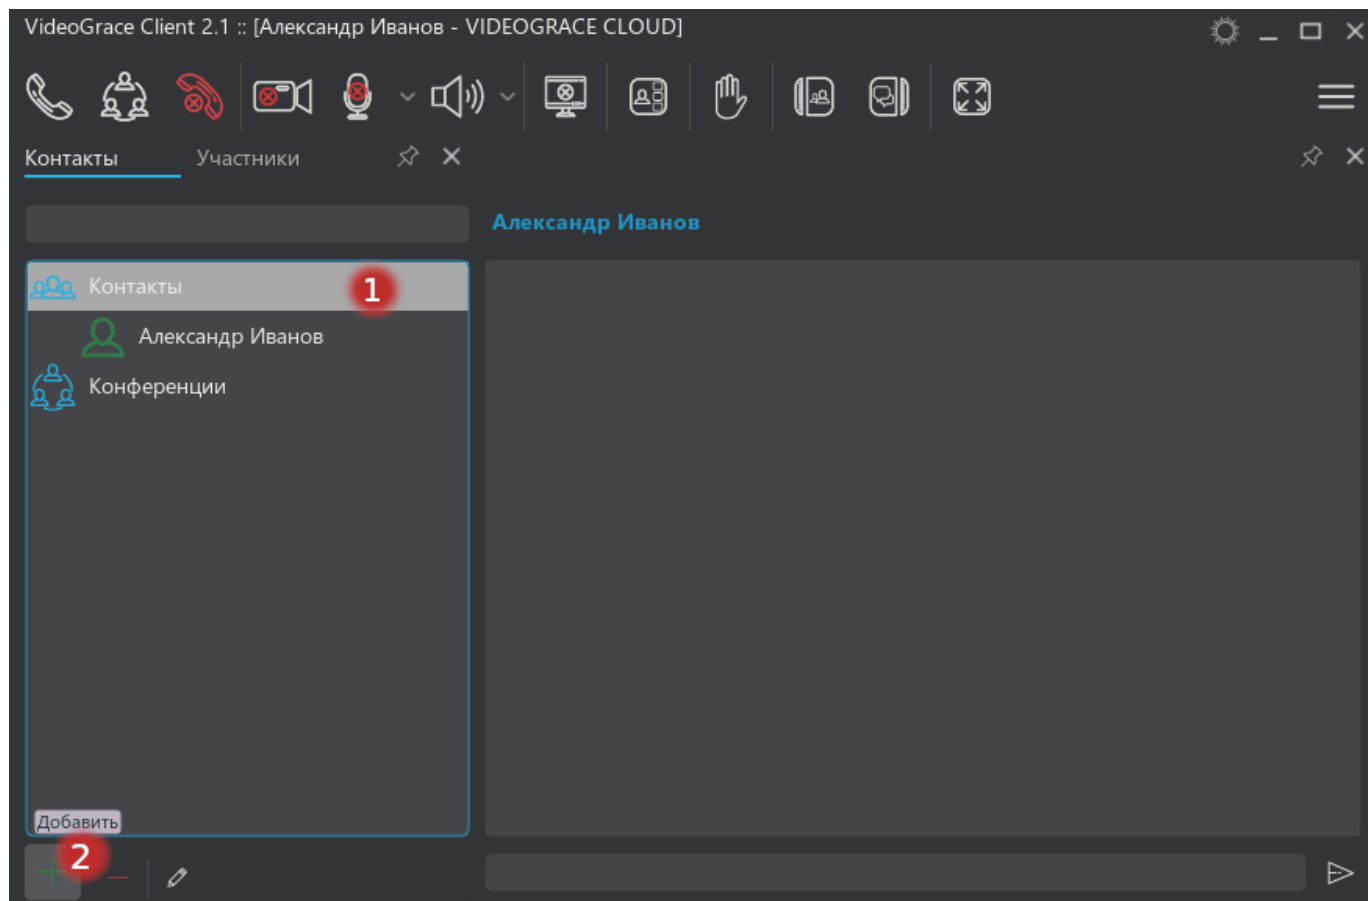 VideoGrace Client 2.1 :: [Александр Иванов - VIDEOGRACE CLOUD]
Контакты Участники
Александр Иванов
Контакты 1
Александр Иванов
Конференции
Добавить
2